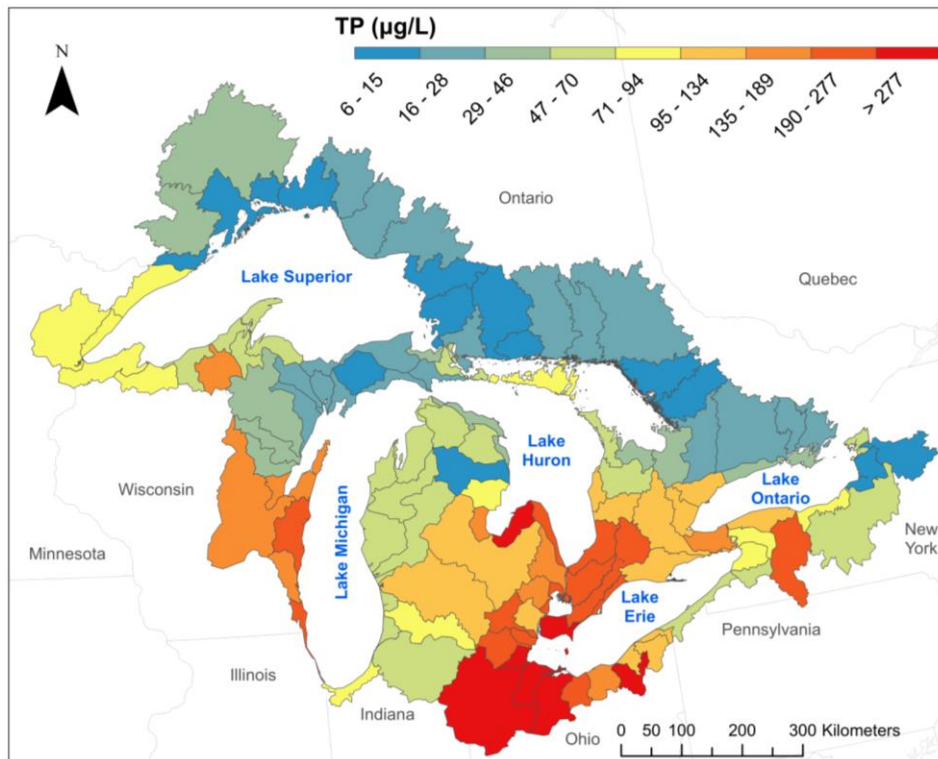 TP (µg/L)
6 - 15
16 - 28
29 - 46
47 - 70
71 - 94
95 - 134
135 - 189
190 - 277
> 277
N
Ontario
Quebec
Lake Superior
Lake
Huron
Lake
Ontario
Wisconsin
Lake Michigan
New
York
Minnesota
Lake
Erie
Pennsylvania
Illinois
Indiana
Ohio
0 50 100 200 300 Kilometers